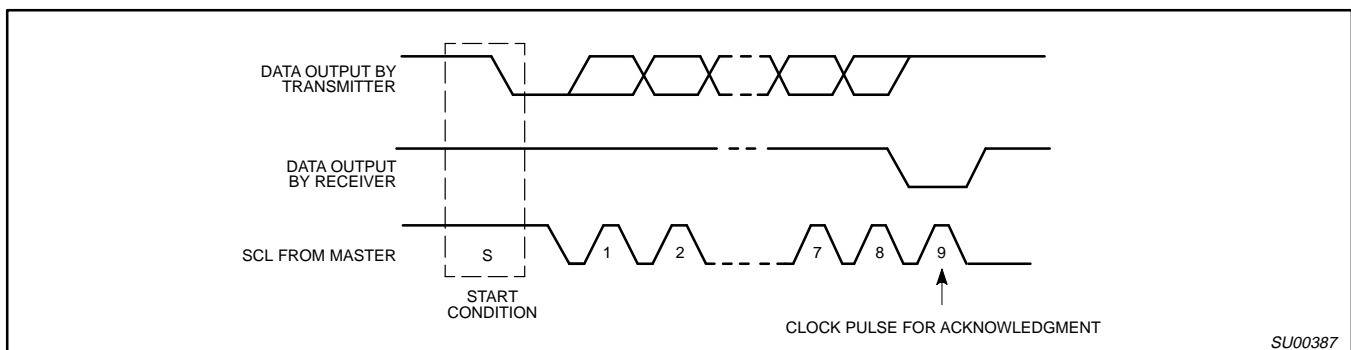 DATA OUTPUT BY
TRANSMITTER
DATA OUTPUT
BY RECEIVER
SCL FROM MASTER
S
1
2
7
8
9
START
CONDITION
CLOCK PULSE FOR ACKNOWLEDGMENT
SU00387